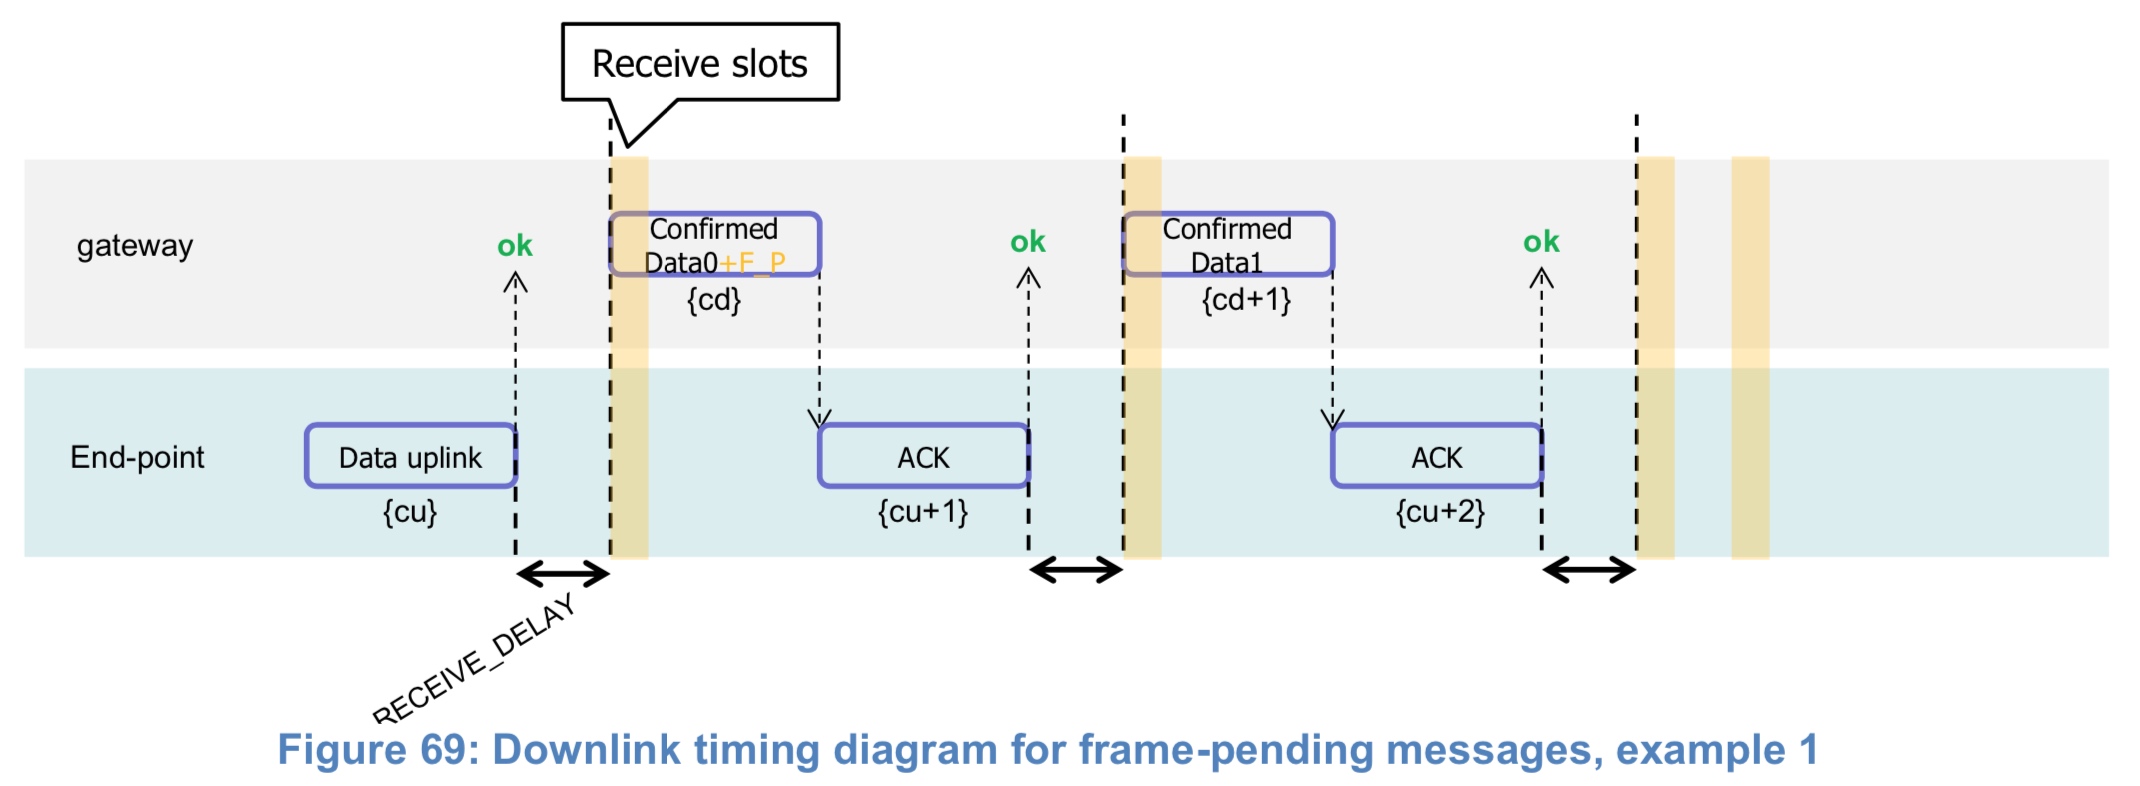 Receive slots
gateway
ok
Confirmed
Data0+F_P
{cd}
ok
Confirmed
Data1
{cd+1}
ok
End-point
Data uplink
{cu}
ACK
{cu+1}
ACK
{cu+2}
RECEIVE_DELAY
Figure 69: Downlink timing diagram for frame-pending messages, example 1